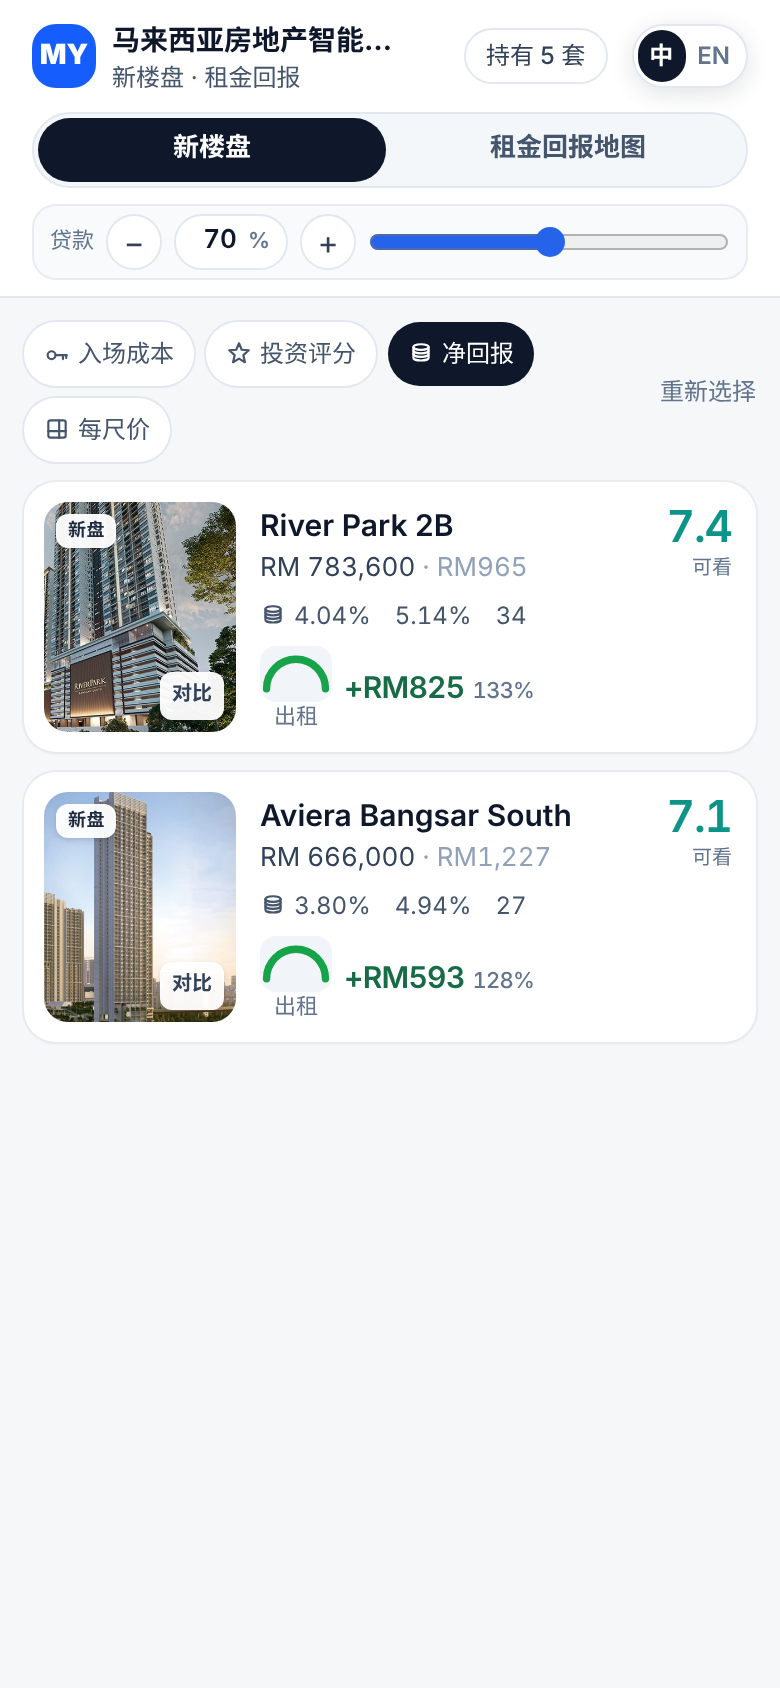 MY
马来西亚房地产智能...
新楼盘 · 租金回报
持有 5 套
中 EN
新楼盘 租金回报地图
贷款 − 70 % +
入场成本 投资评分 净回报
重新选择
每尺价
新盘
RIVERPARK
对比
River Park 2B
RM 783,600 · RM965
4.04% 5.14% 34
+RM825 133%
出租
7.4
可看
新盘
对比
Aviera Bangsar South
RM 666,000 · RM1,227
3.80% 4.94% 27
+RM593 128%
出租
7.1
可看